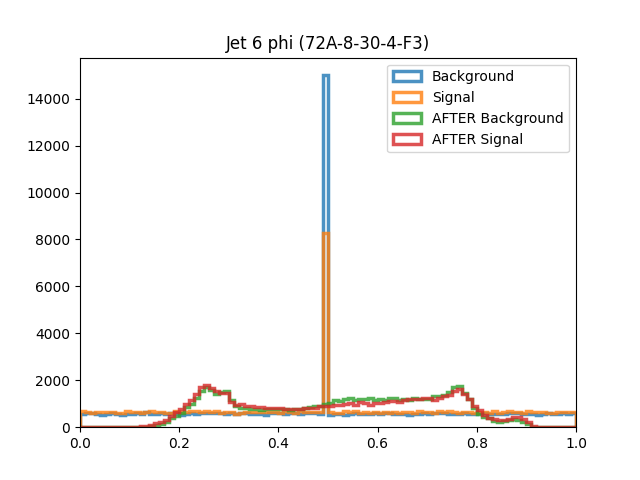 Jet 6 phi (72A-8-30-4-F3)
Background
Signal
AFTER Background
AFTER Signal
14000
12000
10000
8000
6000
4000
2000
0
0.0 0.2 0.4 0.6 0.8 1.0